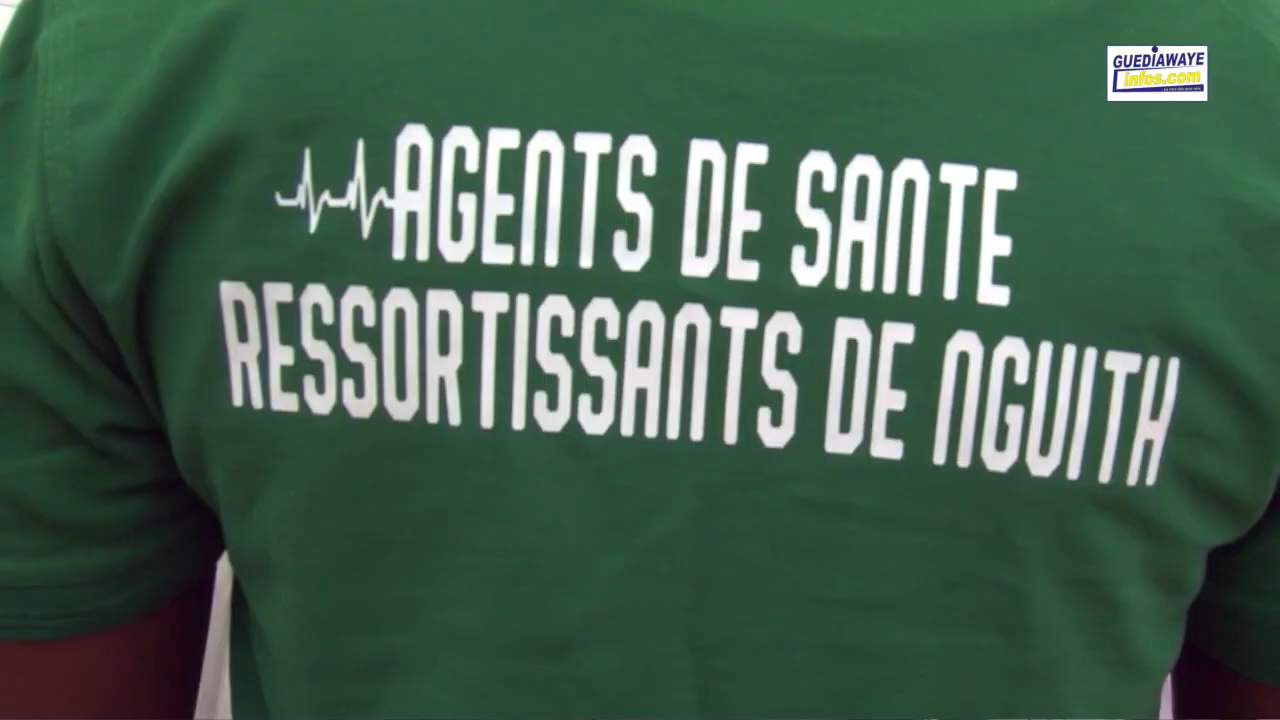 GUEDIAWAYE
infos.com
AGENTS DE SANTE
RESSORTISSANTS DE NGUITH